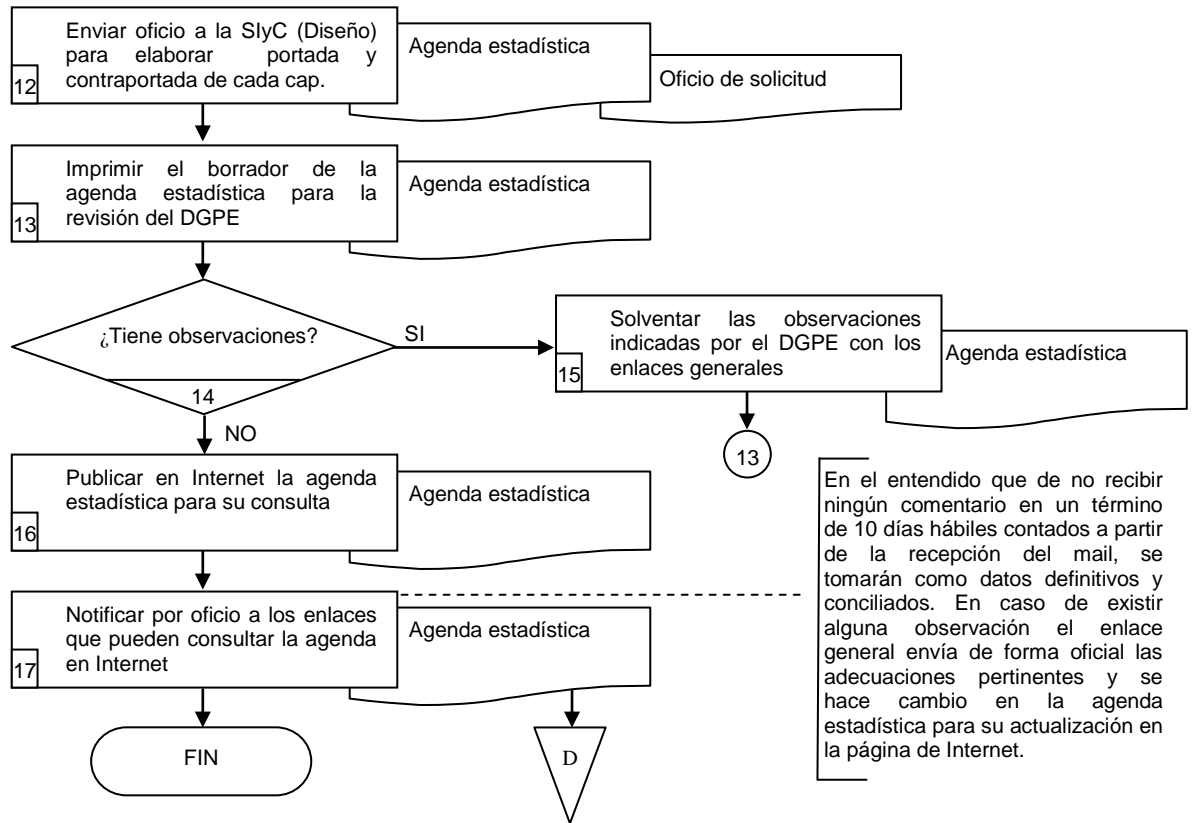 Enviar oficio a la SIyC (Diseño)
para elaborar portada y
contraportada de cada cap.
12
Agenda estadística
Oficio de solicitud
Imprimir el borrador de la
agenda estadística para la
revisión del DGPE
13
Agenda estadística
¿Tiene observaciones?
14
SI
NO
Solventar las observaciones
indicadas por el DGPE con los
enlaces generales
15
Agenda estadística
13
Publicar en Internet la agenda
estadística para su consulta
16
Agenda estadística
Notificar por oficio a los enlaces
que pueden consultar la agenda
en Internet
17
Agenda estadística
En el entendido que de no recibir
ningún comentario en un término
de 10 días hábiles contados a partir
de la recepción del mail, se
tomarán como datos definitivos y
conciliados. En caso de existir
alguna observación el enlace
general envía de forma oficial las
adecuaciones pertinentes y se
hace cambio en la agenda
estadística para su actualización en
la página de Internet.
FIN
D